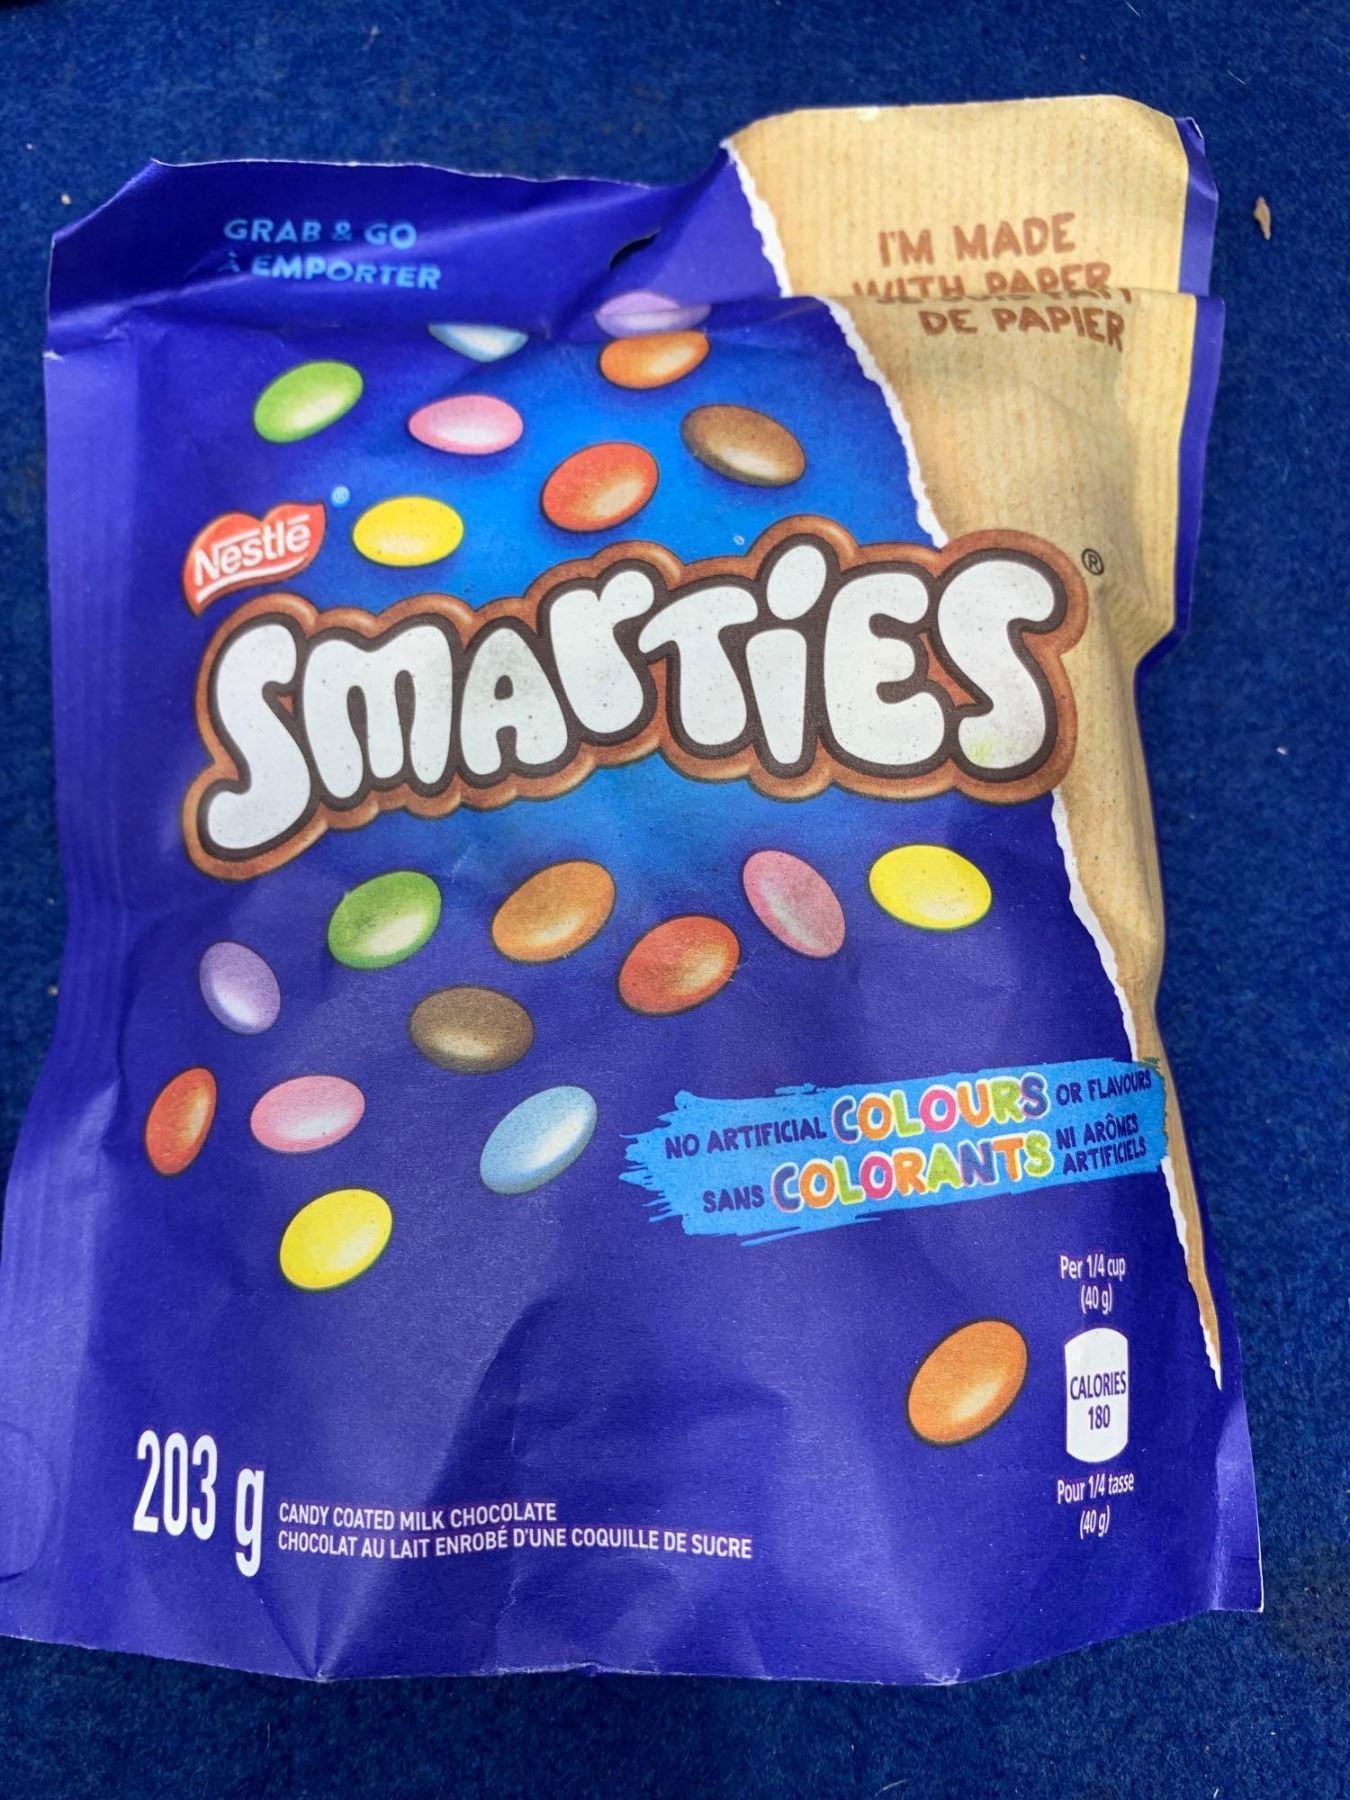 GRAB & GO
À EMPORTER
I'M MADE
WITH PAPER,
DE PAPIER
Nestlé ®
SMARTIES ®
NO ARTIFICIAL COLOURS OR FLAVOURS
SANS COLORANTS NI ARÔMES
ARTIFICIELS
Per 1/4 cup
(40 g)
CALORIES
180
Pour 1/4 tasse
(40 g)
203 g
CANDY COATED MILK CHOCOLATE
CHOCOLAT AU LAIT ENROBÉ D'UNE COQUILLE DE SUCRE